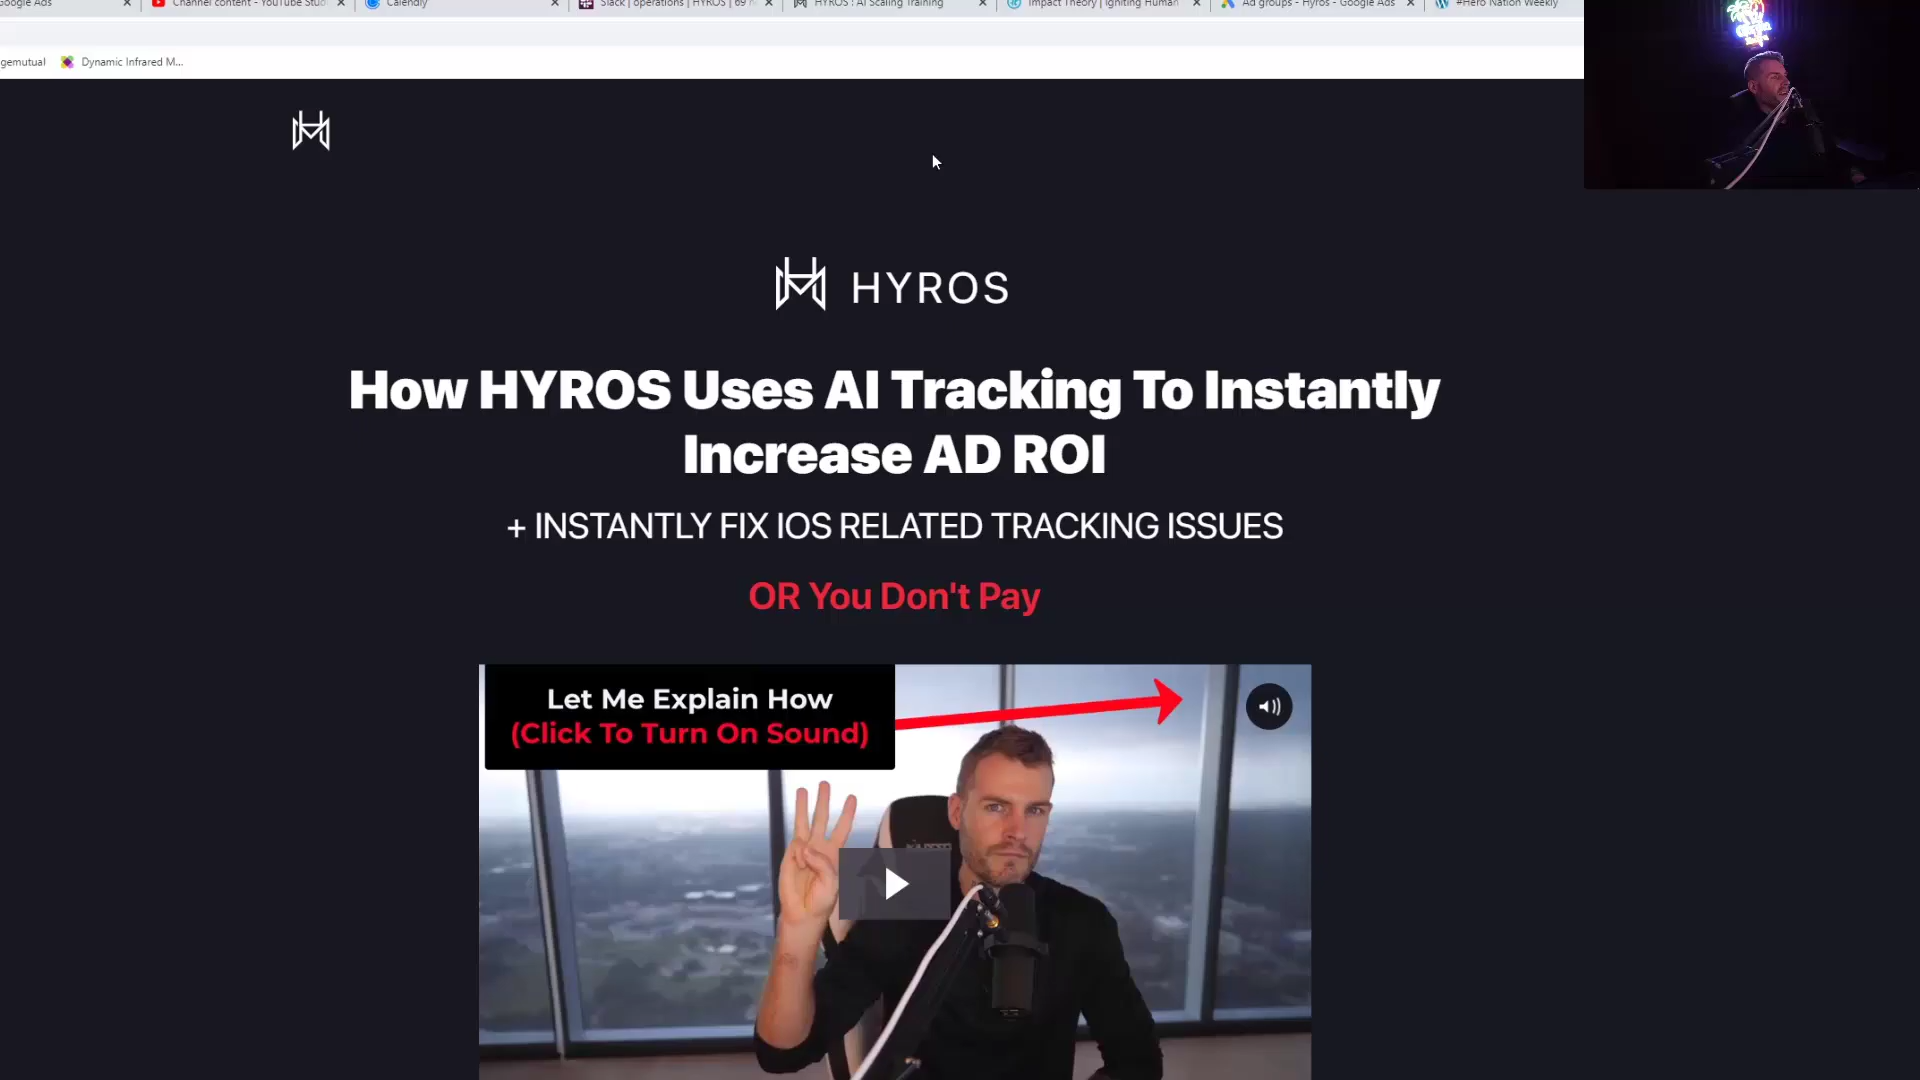 Google Ads
Channel content - YouTube Stud
Calendly
Slack | operations | HYROS | 69 n
HYROS : AI Scaling Training
Impact Theory | Igniting Human
Ad groups - Hyros - Google Ads
#Hero Nation Weekly
gemutual
Dynamic Infrared M...
HYROS
How HYROS Uses AI Tracking To Instantly
Increase AD ROI
+ INSTANTLY FIX IOS RELATED TRACKING ISSUES
OR You Don't Pay
Let Me Explain How
(Click To Turn On Sound)